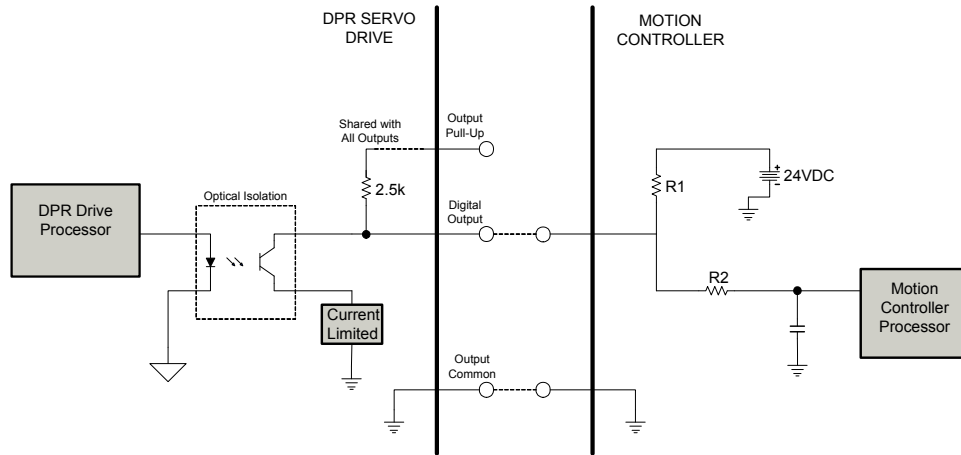 DPR SERVO
DRIVE
MOTION
CONTROLLER
Shared with
All Outputs
Output
Pull-Up
2.5k
R1
24VDC
DPR Drive
Processor
Optical Isolation
Digital
Output
R2
Motion
Controller
Processor
Current
Limited
Output
Common